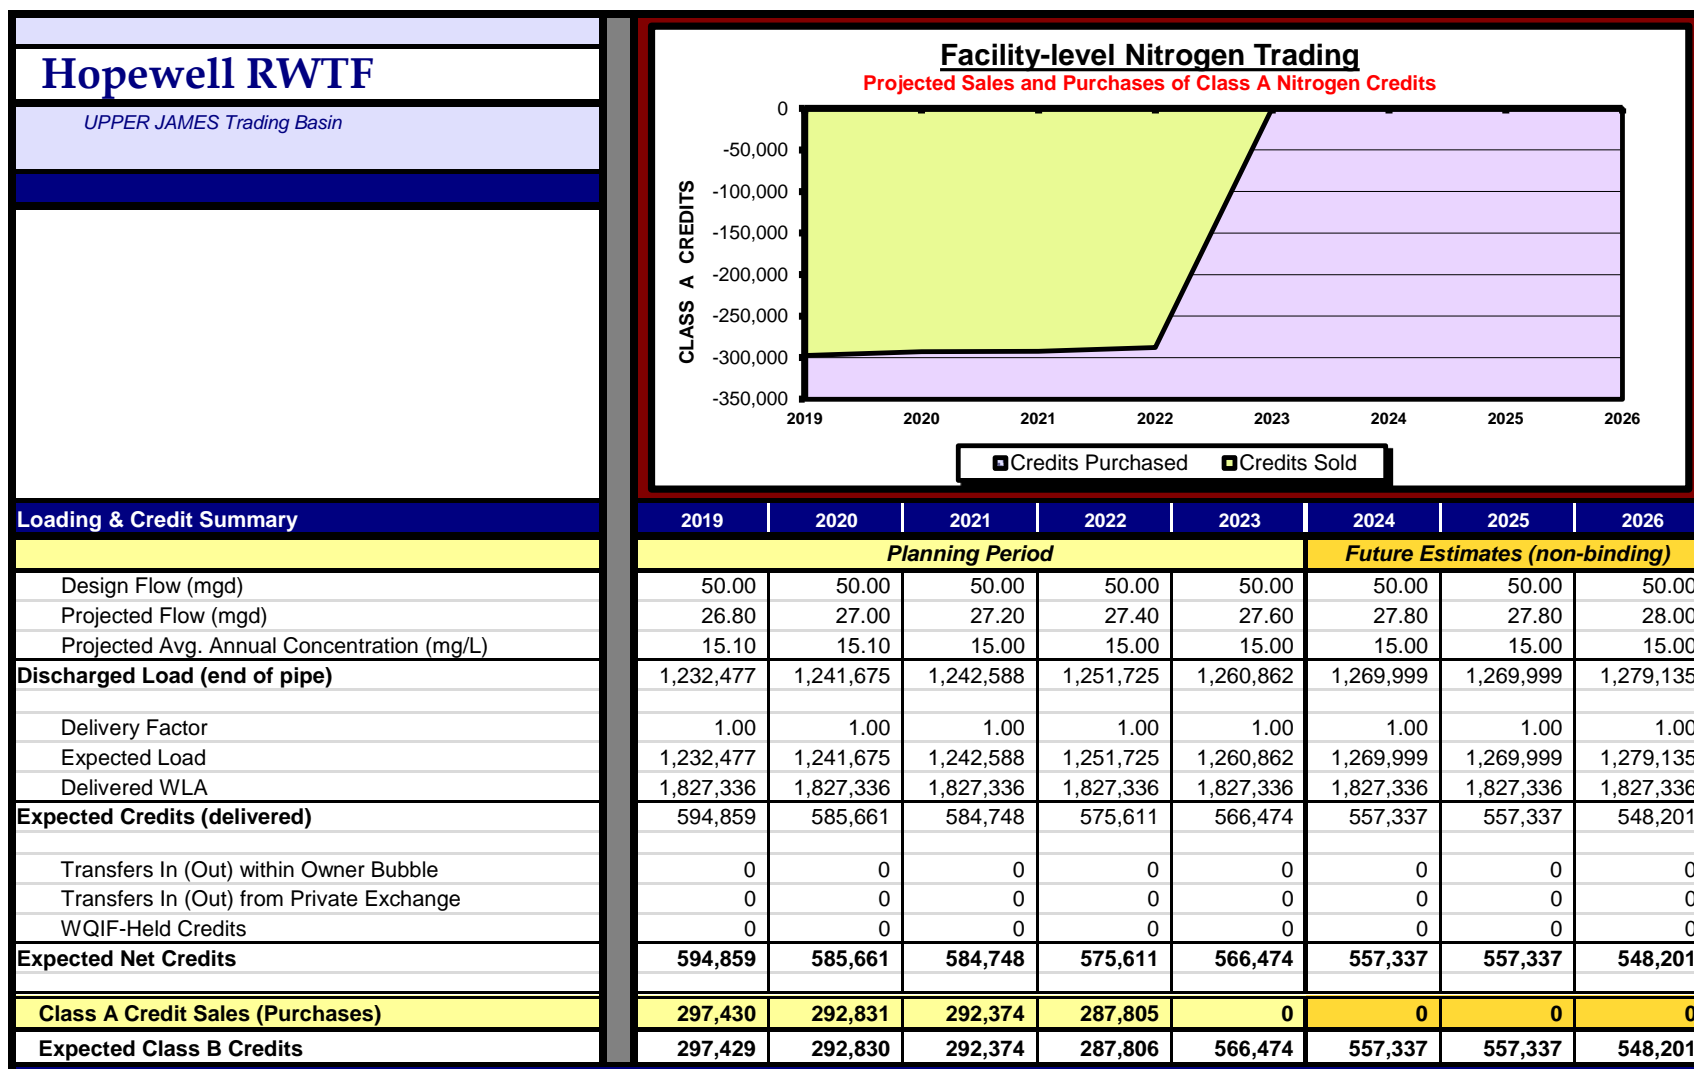 Hopewell RWTF
UPPER JAMES Trading Basin
Facility-level Nitrogen Trading
Projected Sales and Purchases of Class A Nitrogen Credits
CLASS A CREDITS
0
-50,000
-100,000
-150,000
-200,000
-250,000
-300,000
-350,000
2019 2020 2021 2022 2023 2024 2025 2026
Credits Purchased Credits Sold
Loading & Credit Summary 2019 2020 2021 2022 2023 2024 2025 2026
Planning Period Future Estimates (non-binding)
Design Flow (mgd) 50.00 50.00 50.00 50.00 50.00 50.00 50.00 50.00
Projected Flow (mgd) 26.80 27.00 27.20 27.40 27.60 27.80 27.80 28.00
Projected Avg. Annual Concentration (mg/L) 15.10 15.10 15.00 15.00 15.00 15.00 15.00 15.00
Discharged Load (end of pipe) 1,232,477 1,241,675 1,242,588 1,251,725 1,260,862 1,269,999 1,269,999 1,279,135
Delivery Factor 1.00 1.00 1.00 1.00 1.00 1.00 1.00 1.00
Expected Load 1,232,477 1,241,675 1,242,588 1,251,725 1,260,862 1,269,999 1,269,999 1,279,135
Delivered WLA 1,827,336 1,827,336 1,827,336 1,827,336 1,827,336 1,827,336 1,827,336 1,827,336
Expected Credits (delivered) 594,859 585,661 584,748 575,611 566,474 557,337 557,337 548,201
Transfers In (Out) within Owner Bubble 0 0 0 0 0 0 0 0
Transfers In (Out) from Private Exchange 0 0 0 0 0 0 0 0
WQIF-Held Credits 0 0 0 0 0 0 0 0
Expected Net Credits 594,859 585,661 584,748 575,611 566,474 557,337 557,337 548,201
Class A Credit Sales (Purchases) 297,430 292,831 292,374 287,805 0 0 0 0
Expected Class B Credits 297,429 292,830 292,374 287,806 566,474 557,337 557,337 548,201